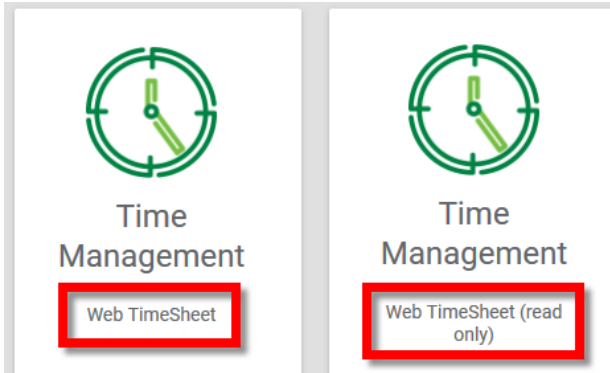 Time
Management
Web TimeSheet
Time
Management
Web TimeSheet (read
only)